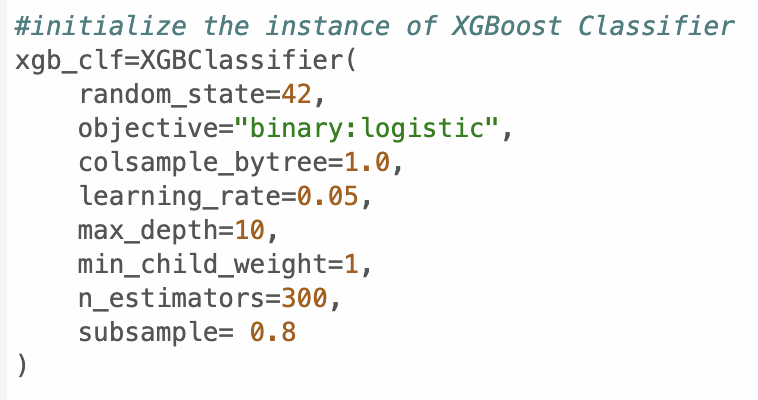 #initialize the instance of XGBoost Classifier
xgb_clf=XGBClassifier(
    random_state=42,
    objective="binary:logistic",
    colsample_bytree=1.0,
    learning_rate=0.05,
    max_depth=10,
    min_child_weight=1,
    n_estimators=300,
    subsample= 0.8
)